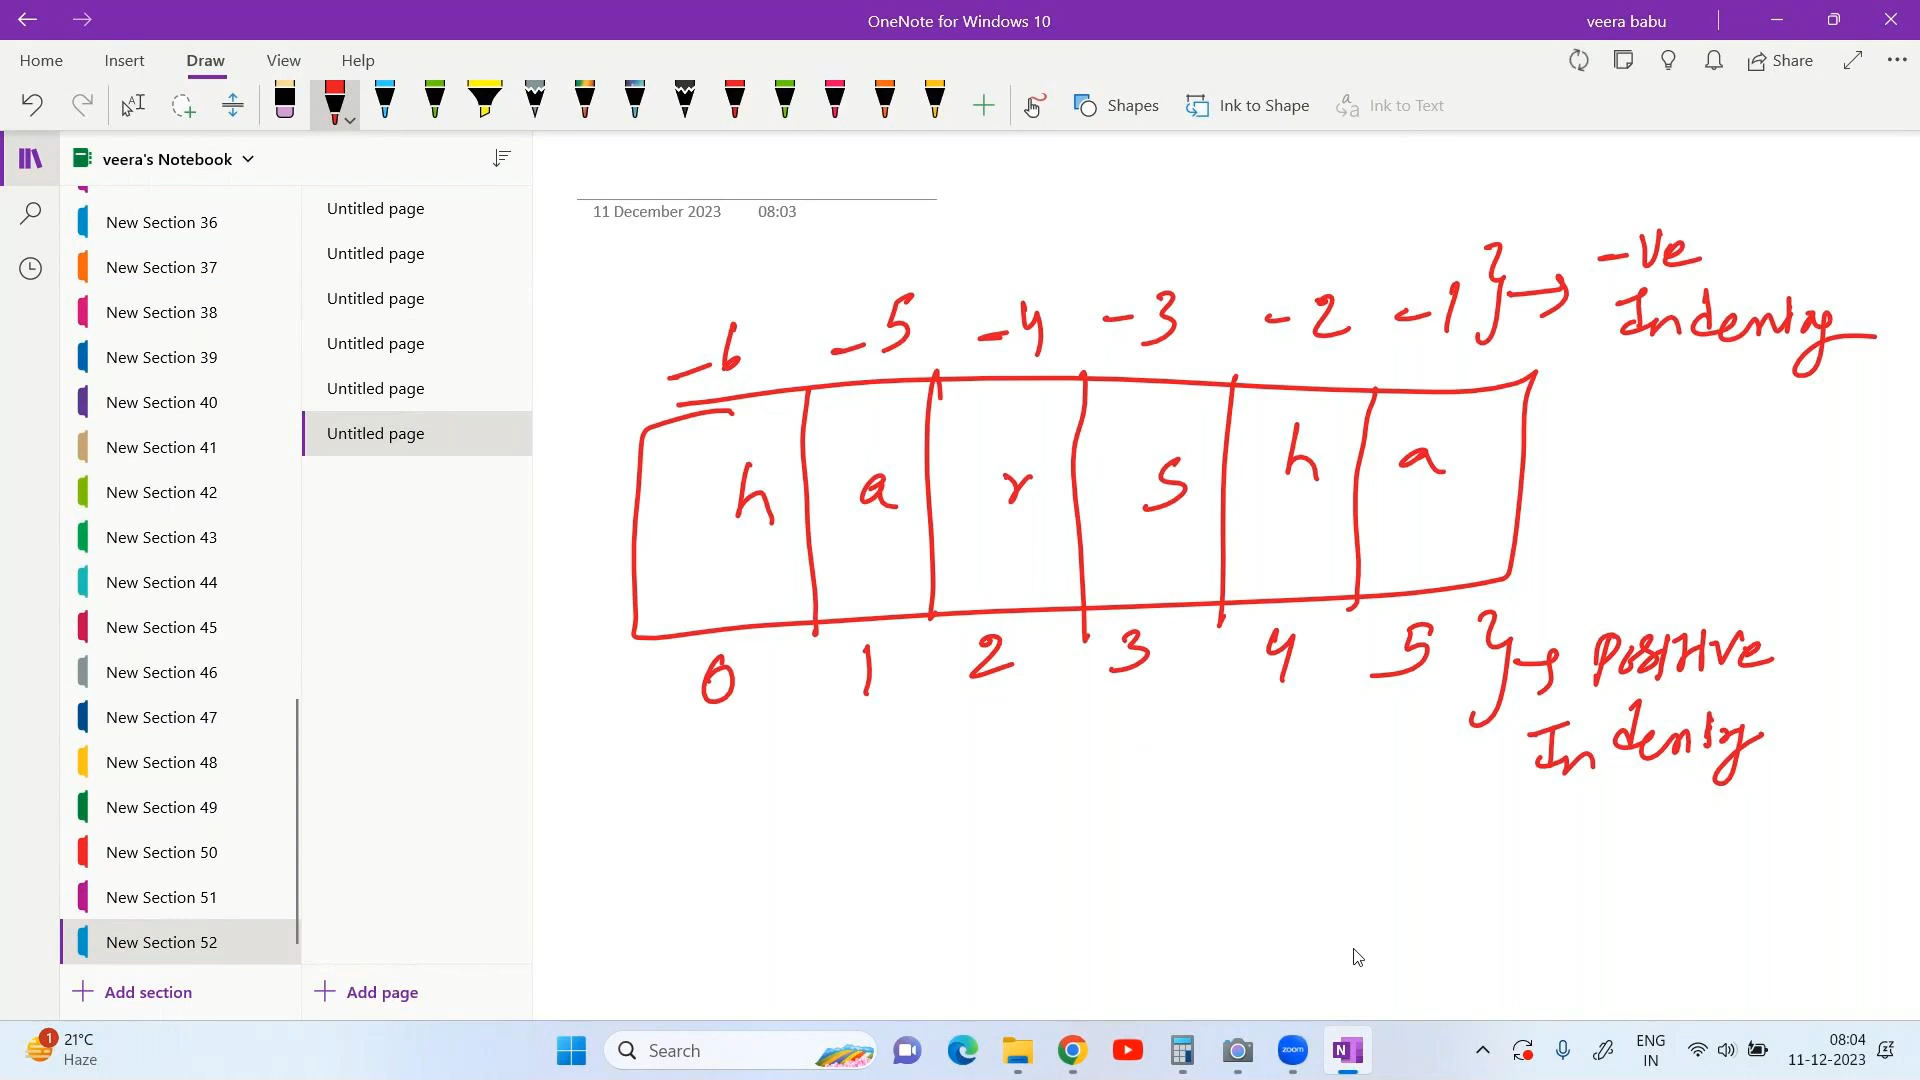 OneNote for Windows 10
veera babu
Home Insert Draw View Help
Share
Shapes Ink to Shape Ink to Text
veera's Notebook
New Section 36
New Section 37
New Section 38
New Section 39
New Section 40
New Section 41
New Section 42
New Section 43
New Section 44
New Section 45
New Section 46
New Section 47
New Section 48
New Section 49
New Section 50
New Section 51
New Section 52
Add section
Untitled page
Untitled page
Untitled page
Untitled page
Untitled page
Untitled page
Add page
11 December 2023 08:03
-ve
Indenixg
-6 -5 -4 -3 -2 -1
h a r s h a
0 1 2 3 4 5
Positive
1
21°C
Haze
Search
zoom
N
ENG
IN
08:04
11-12-2023